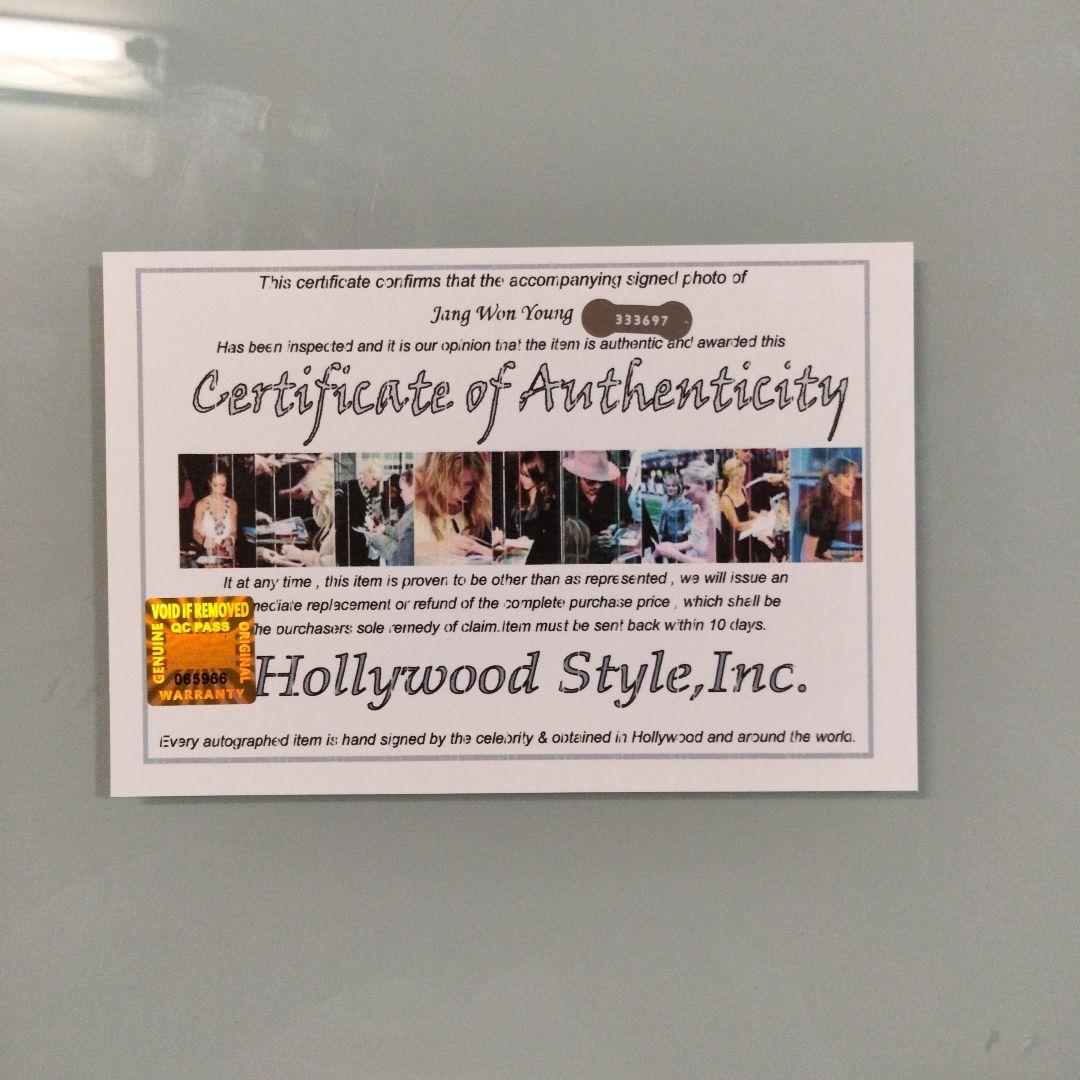 This certificate confirms that the accompanying signed photo of
Jang Won Young
333697
Has been inspected and it is our opinion that the item is authentic and awarded this
Certificate of Authenticity
It at any time , this item is proven to be other than as represented , we will issue an
mediate replacement or refund of the complete purchase price , which shall be
he purchasers sole remedy of claim.Item must be sent back within 10 days.
VOID IF REMOVED
QC PASS
GENUINE
ORIGINAL
065966
WARRANTY
Hollywood Style,Inc.
Every autographed item is hand signed by the celebrity & obtained in Hollywood and around the world.